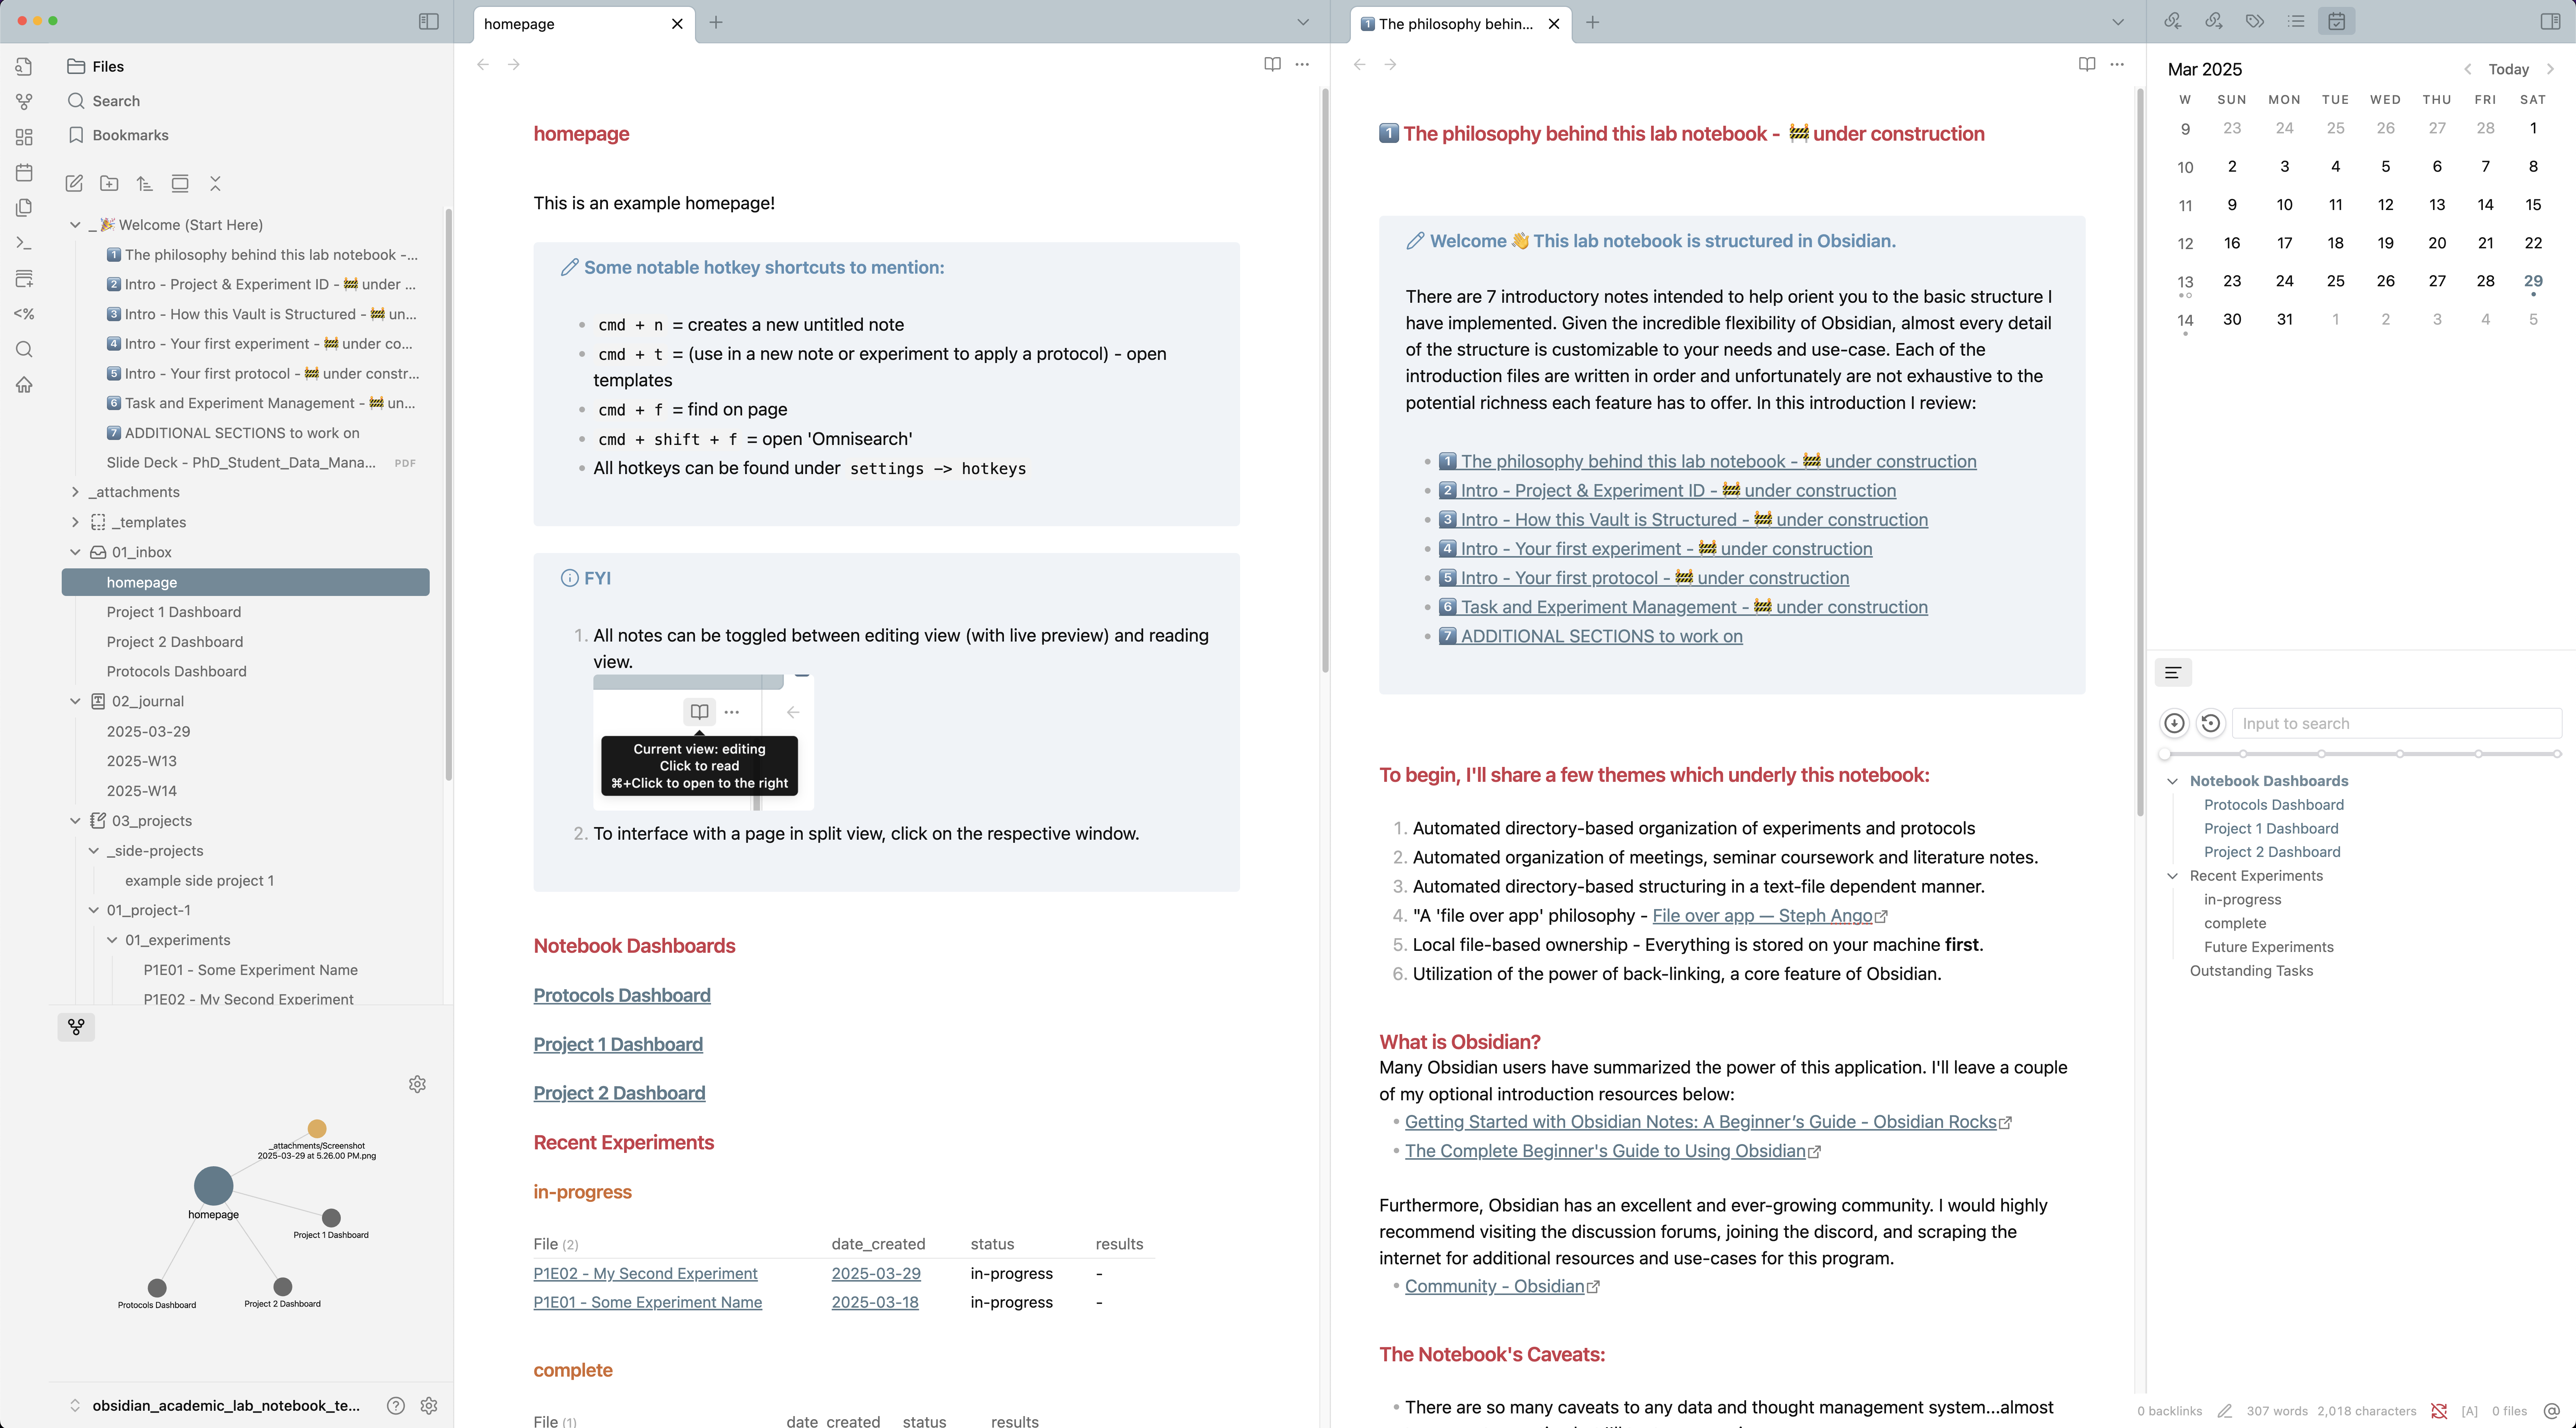 Files
Search
Bookmarks
_🎉 Welcome (Start Here)
1️⃣ The philosophy behind this lab notebook -...
2️⃣ Intro - Project & Experiment ID - 🚧 under ...
3️⃣ Intro - How this Vault is Structured - 🚧 un...
4️⃣ Intro - Your first experiment - 🚧 under co...
5️⃣ Intro - Your first protocol - 🚧 under constr...
6️⃣ Task and Experiment Management - 🚧 un...
7️⃣ ADDITIONAL SECTIONS to work on
Slide Deck - PhD_Student_Data_Mana... PDF
_attachments
_templates
01_inbox
homepage
Project 1 Dashboard
Project 2 Dashboard
Protocols Dashboard
02_journal
2025-03-29
2025-W13
2025-W14
03_projects
_side-projects
example side project 1
01_project-1
01_experiments
P1E01 - Some Experiment Name
P1E02 - My Second Experiment
_attachments/Screenshot
2025-03-29 at 5.26.00 PM.png
homepage
Project 1 Dashboard
Protocols Dashboard
Project 2 Dashboard
obsidian_academic_lab_notebook_te...
homepage
homepage
This is an example homepage!
Some notable hotkey shortcuts to mention:
cmd + n = creates a new untitled note
cmd + t = (use in a new note or experiment to apply a protocol) - open
templates
cmd + f = find on page
cmd + shift + f = open 'Omnisearch'
All hotkeys can be found under settings -> hotkeys
FYI
1. All notes can be toggled between editing view (with live preview) and reading
view.
Current view: editing
Click to read
⌘+Click to open to the right
2. To interface with a page in split view, click on the respective window.
Notebook Dashboards
Protocols Dashboard
Project 1 Dashboard
Project 2 Dashboard
Recent Experiments
in-progress
File (2) date_created status results
P1E02 - My Second Experiment 2025-03-29 in-progress -
P1E01 - Some Experiment Name 2025-03-18 in-progress -
complete
File (1) date_created status results
1️⃣ The philosophy behin...
1️⃣ The philosophy behind this lab notebook - 🚧 under construction
Welcome 👋 This lab notebook is structured in Obsidian.
There are 7 introductory notes intended to help orient you to the basic structure I
have implemented. Given the incredible flexibility of Obsidian, almost every detail
of the structure is customizable to your needs and use-case. Each of the
introduction files are written in order and unfortunately are not exhaustive to the
potential richness each feature has to offer. In this introduction I review:
1️⃣ The philosophy behind this lab notebook - 🚧 under construction
2️⃣ Intro - Project & Experiment ID - 🚧 under construction
3️⃣ Intro - How this Vault is Structured - 🚧 under construction
4️⃣ Intro - Your first experiment - 🚧 under construction
5️⃣ Intro - Your first protocol - 🚧 under construction
6️⃣ Task and Experiment Management - 🚧 under construction
7️⃣ ADDITIONAL SECTIONS to work on
To begin, I'll share a few themes which underly this notebook:
1. Automated directory-based organization of experiments and protocols
2. Automated organization of meetings, seminar coursework and literature notes.
3. Automated directory-based structuring in a text-file dependent manner.
4. "A 'file over app' philosophy - File over app — Steph Ango
5. Local file-based ownership - Everything is stored on your machine first.
6. Utilization of the power of back-linking, a core feature of Obsidian.
What is Obsidian?
Many Obsidian users have summarized the power of this application. I'll leave a couple
of my optional introduction resources below:
Getting Started with Obsidian Notes: A Beginner's Guide - Obsidian Rocks
The Complete Beginner's Guide to Using Obsidian
Furthermore, Obsidian has an excellent and ever-growing community. I would highly
recommend visiting the discussion forums, joining the discord, and scraping the
internet for additional resources and use-cases for this program.
Community - Obsidian
The Notebook's Caveats:
There are so many caveats to any data and thought management system...almost
Mar 2025 Today
W SUN MON TUE WED THU FRI SAT
9 23 24 25 26 27 28 1
10 2 3 4 5 6 7 8
11 9 10 11 12 13 14 15
12 16 17 18 19 20 21 22
13 23 24 25 26 27 28 29
14 30 31 1 2 3 4 5
Input to search
Notebook Dashboards
Protocols Dashboard
Project 1 Dashboard
Project 2 Dashboard
Recent Experiments
in-progress
complete
Future Experiments
Outstanding Tasks
0 backlinks 307 words 2,018 characters [A] 0 files